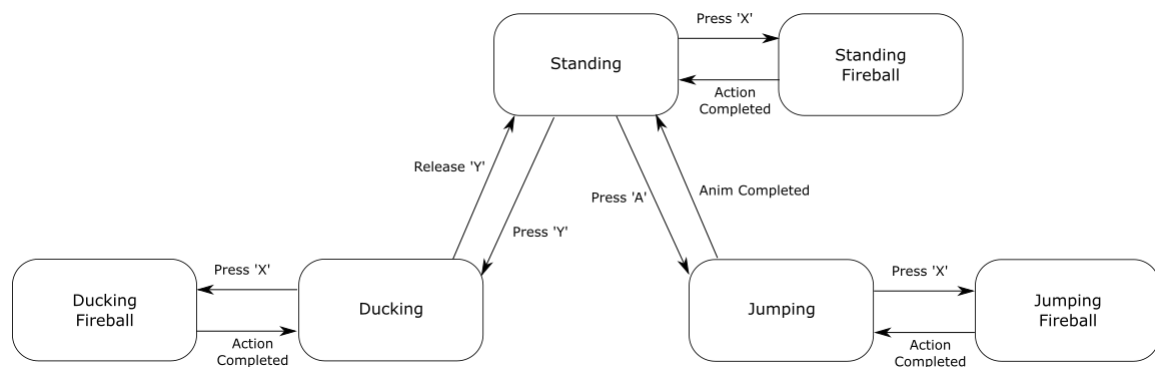 Press 'X'
Standing
Standing
Fireball
Action
Completed
Release 'Y'
Press 'A'
Anim Completed
Press 'Y'
Press 'X'
Ducking
Fireball
Ducking
Action
Completed
Jumping
Press 'X'
Jumping
Fireball
Action
Completed